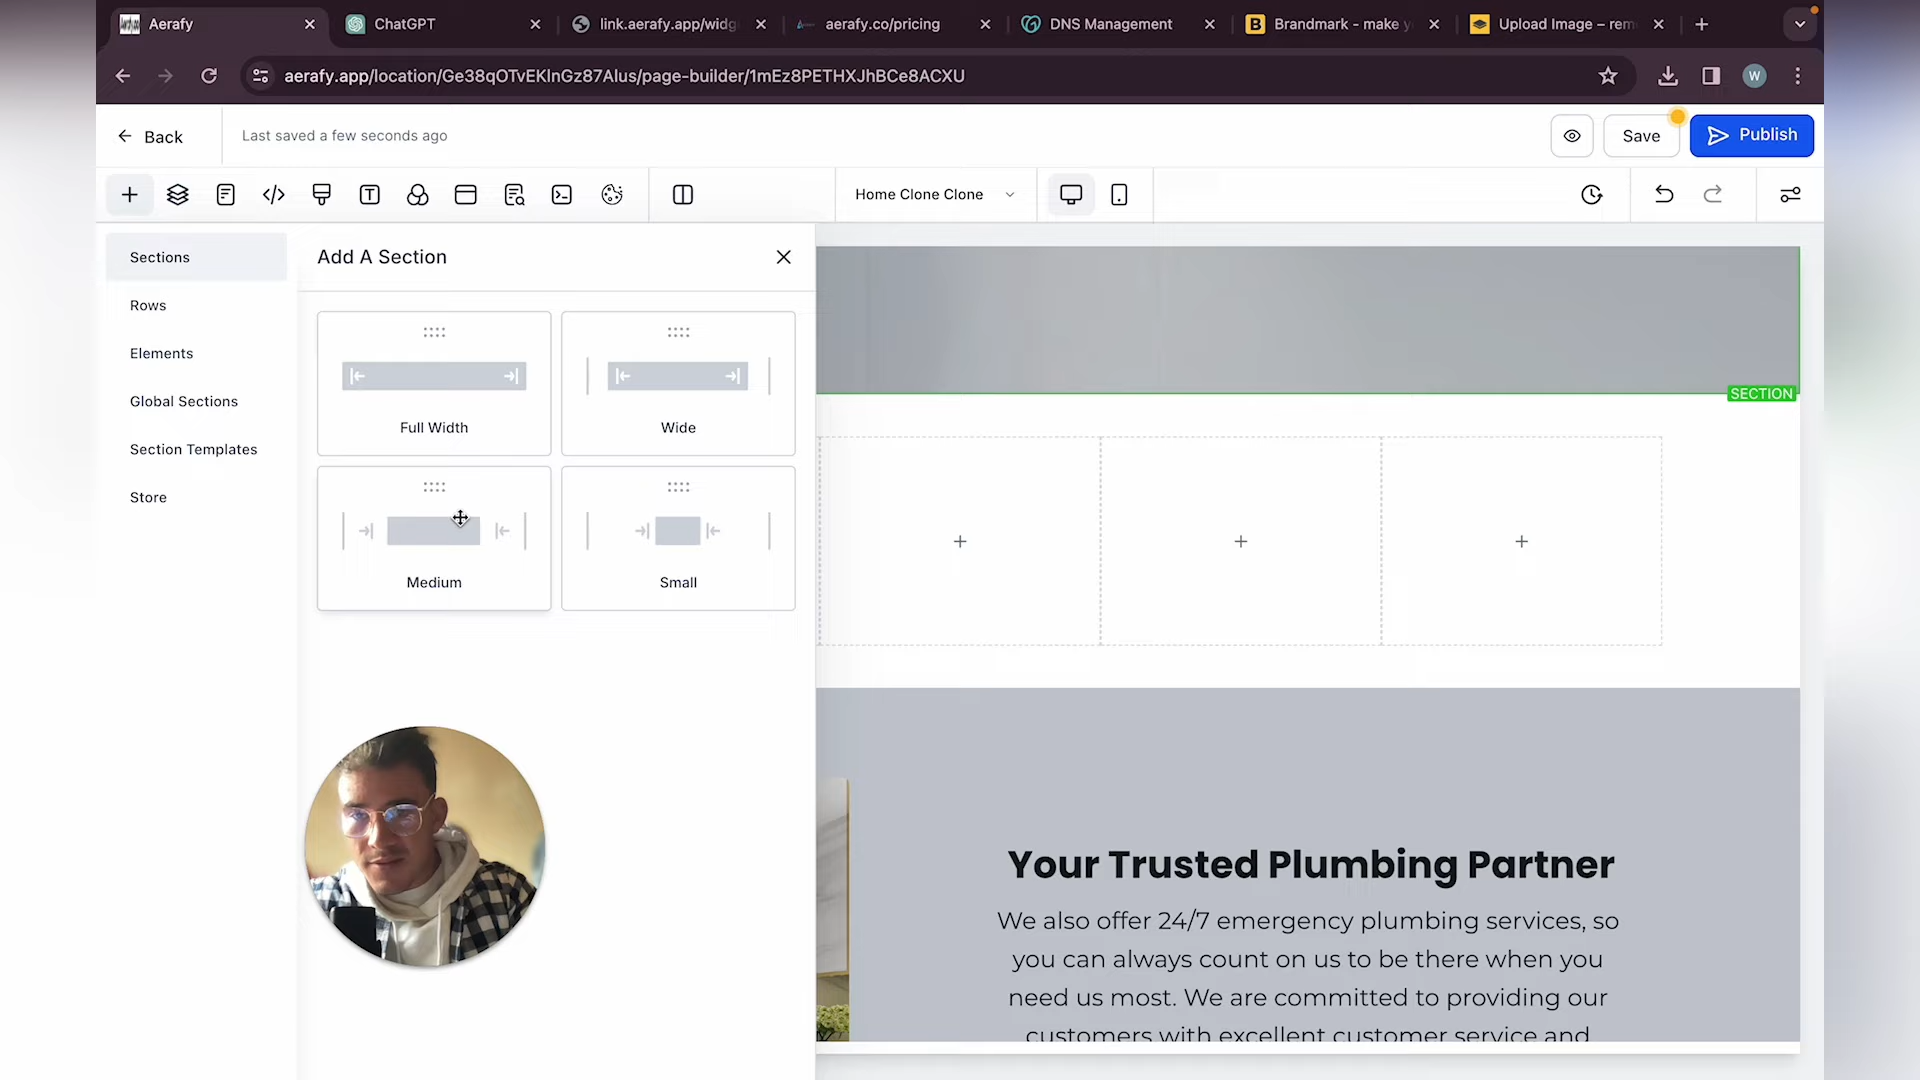 Aerafy
ChatGPT
link.aerafy.app/widg
aerafy.co/pricing
DNS Management
Brandmark - make y
Upload Image – rem
aerafy.app/location/Ge38qOTvEKlnGz87Alus/page-builder/1mEz8PETHXJhBCe8ACXU
W
Back
Last saved a few seconds ago
Save
Publish
Home Clone Clone
Sections
Rows
Elements
Global Sections
Section Templates
Store
Add A Section
Full Width
Wide
Medium
Small
SECTION
Your Trusted Plumbing Partner
We also offer 24/7 emergency plumbing services, so
you can always count on us to be there when you
need us most. We are committed to providing our
customers with excellent customer service and